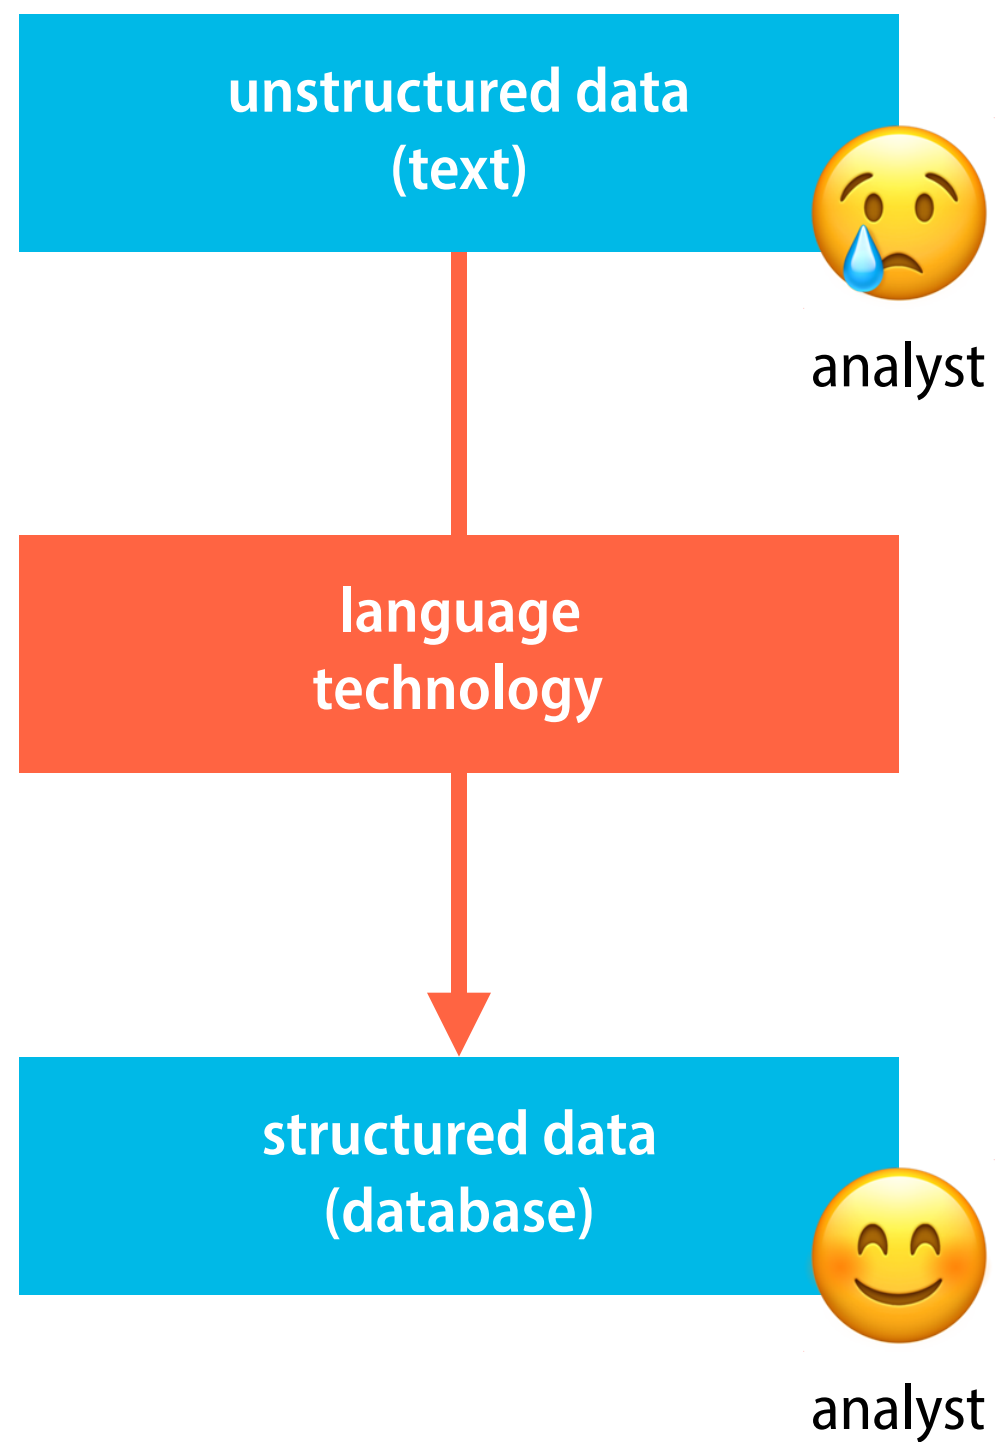 unstructured data
(text)
analyst
language
technology
structured data
(database)
analyst